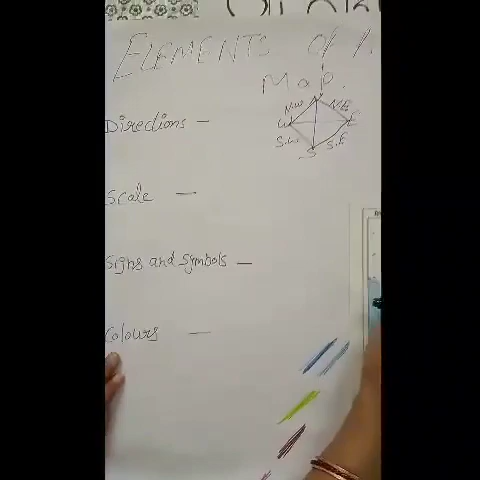 ELEMENTS Of
Map.
N.W N N.E
Directions –
W E
S.W S.E
S
Scale –
Signs and Symbols –
Colours –